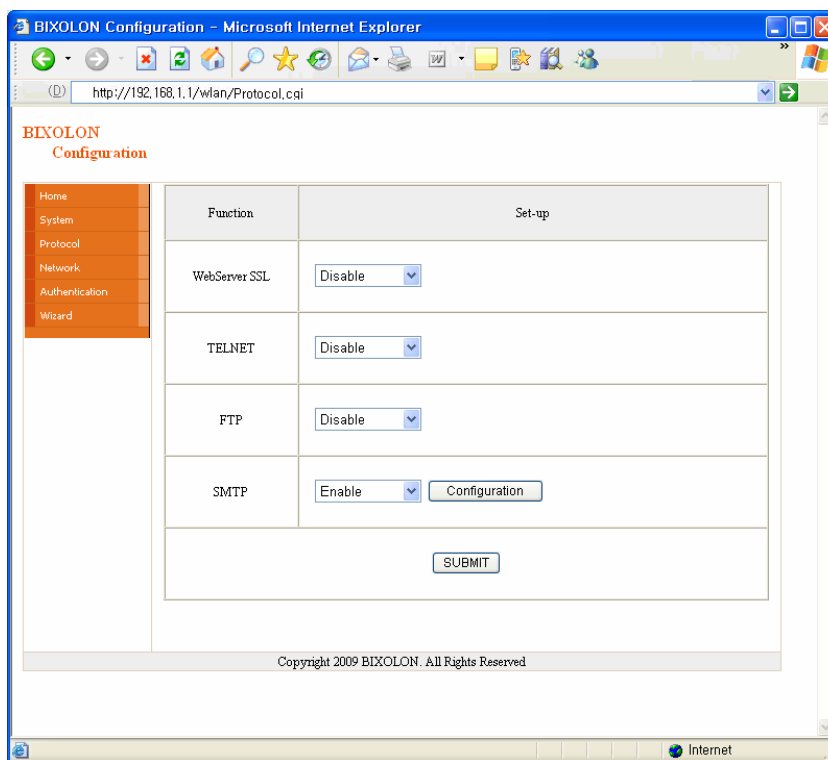 BIXOLON Configuration - Microsoft Internet Explorer
(D) http://192.168.1.1/wlan/Protocol.cgi
BIXOLON
Configuration
Home
System
Protocol
Network
Authentication
Wizard
Function Set-up
WebServer SSL Disable
TELNET Disable
FTP Disable
SMTP Enable Configuration
SUBMIT
Copyright 2009 BIXOLON. All Rights Reserved
Internet